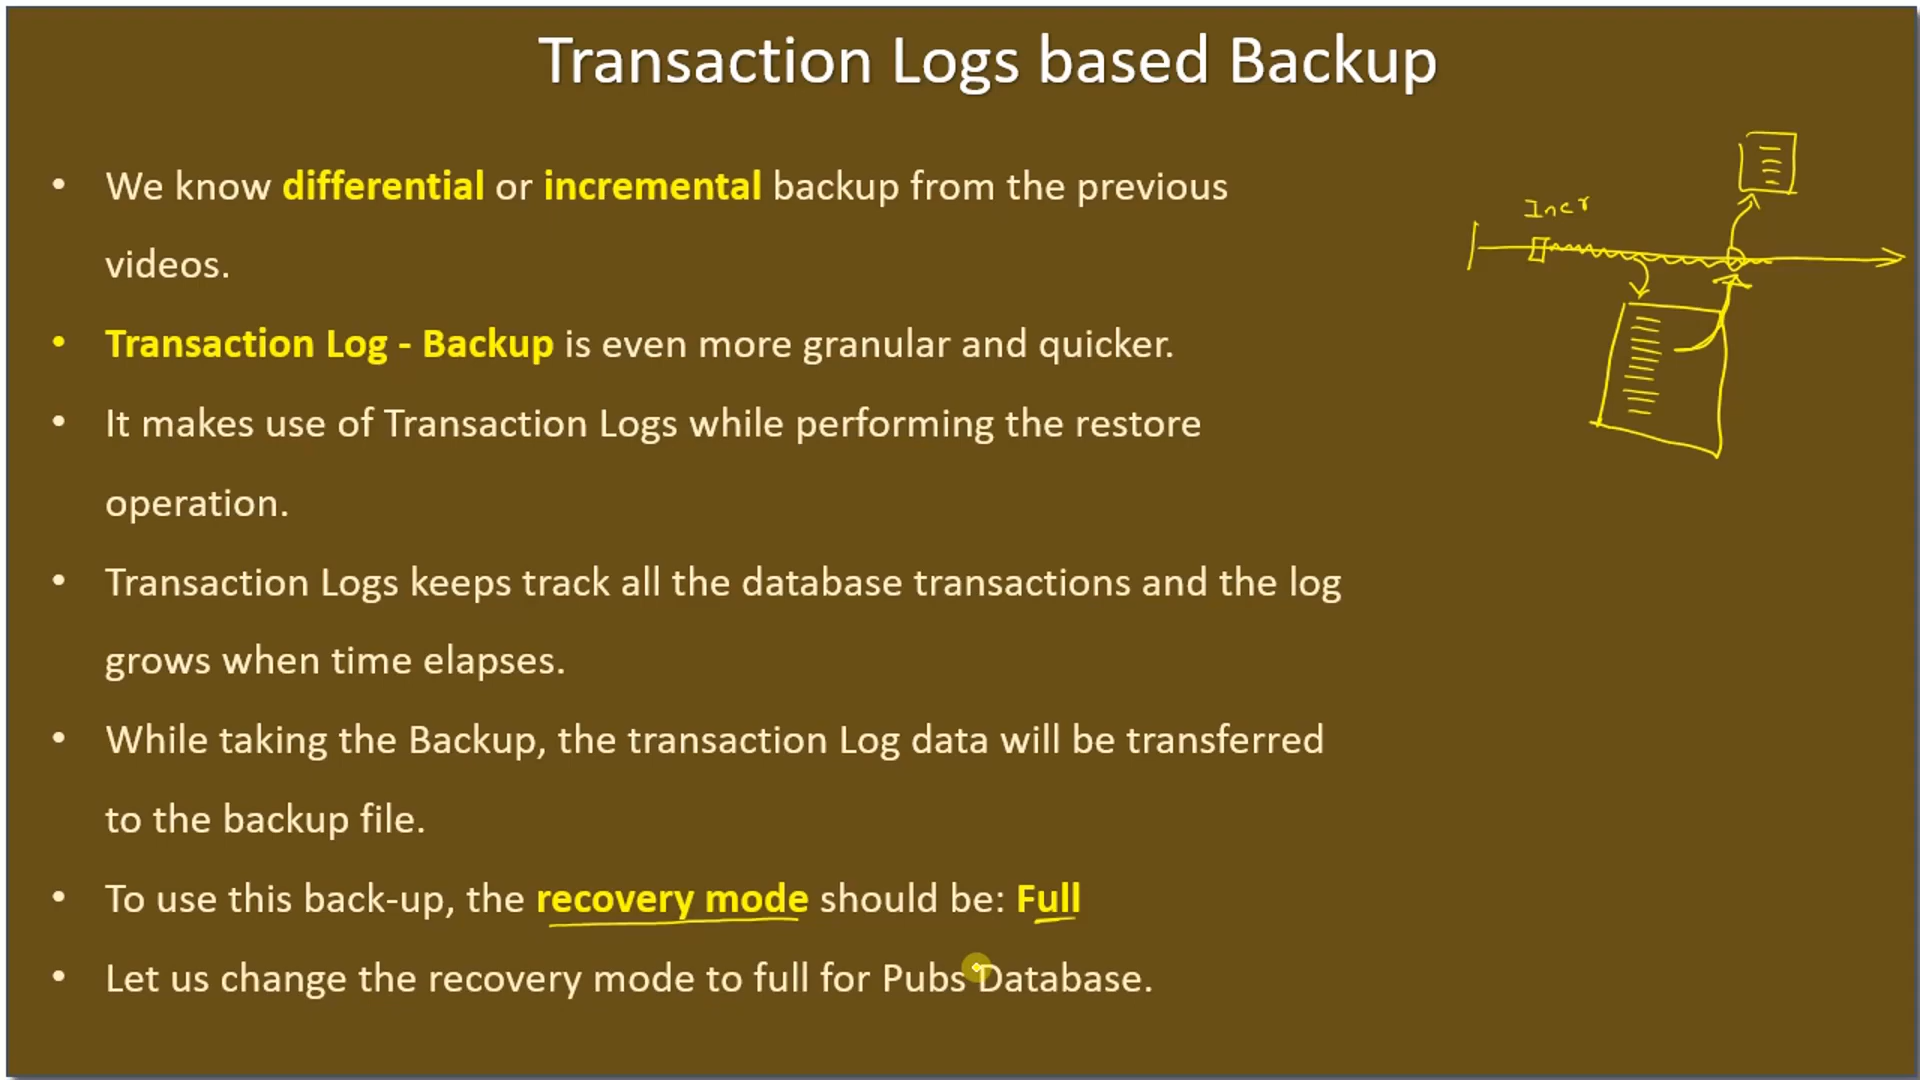 Transaction Logs based Backup
• We know differential or incremental backup from the previous
videos.
• Transaction Log - Backup is even more granular and quicker.
• It makes use of Transaction Logs while performing the restore
operation.
• Transaction Logs keeps track all the database transactions and the log
grows when time elapses.
• While taking the Backup, the transaction Log data will be transferred
to the backup file.
• To use this back-up, the recovery mode should be: Full
• Let us change the recovery mode to full for Pubs Database.
Incr